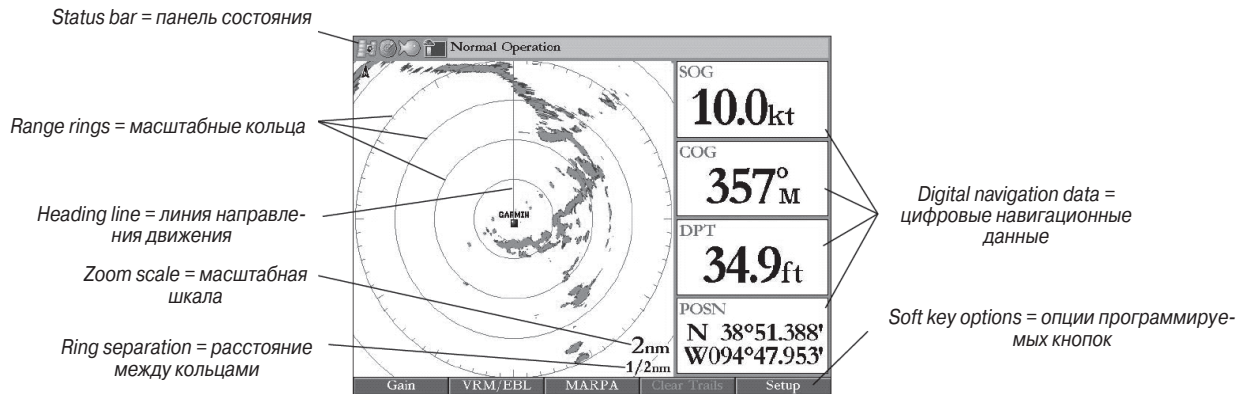 Status bar = панель состояния
Range rings = масштабные кольца
Heading line = линия направле-
ния движения
Zoom scale = масштабная
шкала
Ring separation = расстояние
между кольцами
Normal Operation
GARMIN
2nm
1/2nm
SOG
10.0kt
COG
357°M
DPT
34.9ft
POSN
N 38°51.388'
W094°47.953'
Gain VRM/EBL MARPA Clear Trails Setup
Digital navigation data =
цифровые навигационные
данные
Soft key options = опции программируе-
мых кнопок